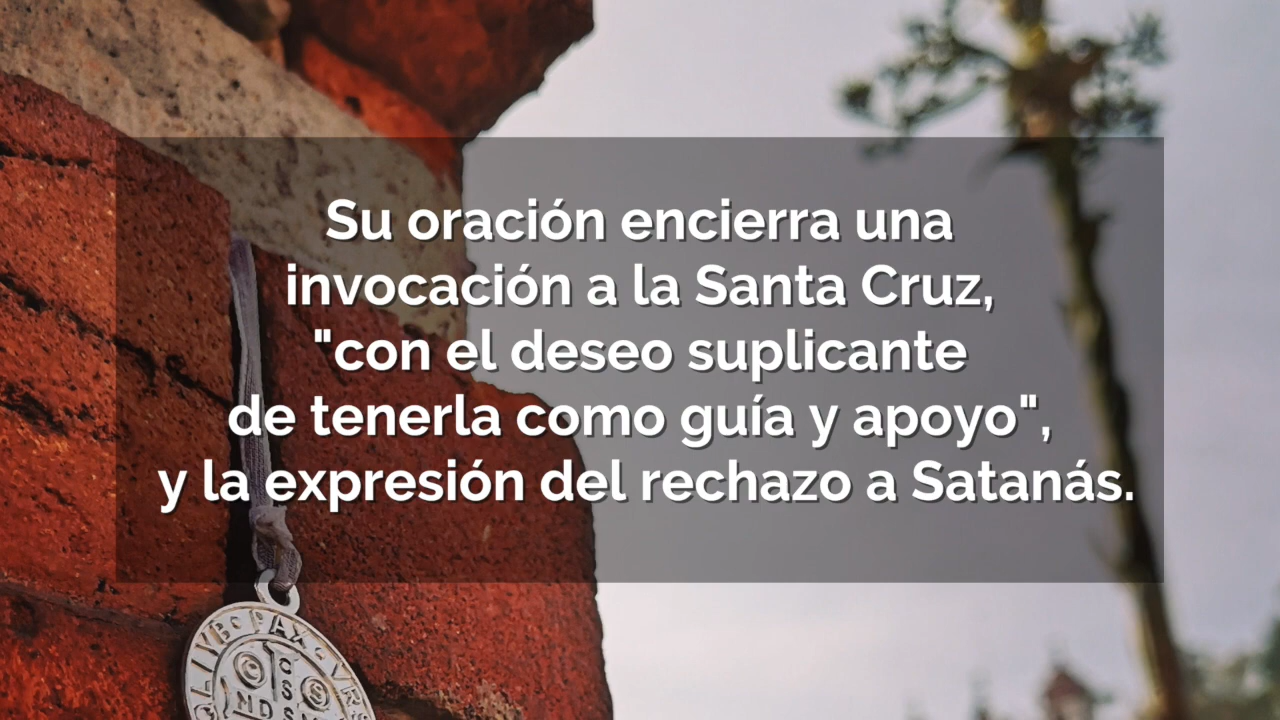 Su oración encierra una
invocación a la Santa Cruz,
"con el deseo suplicante
de tenerla como guía y apoyo",
y la expresión del rechazo a Satanás.
PAX